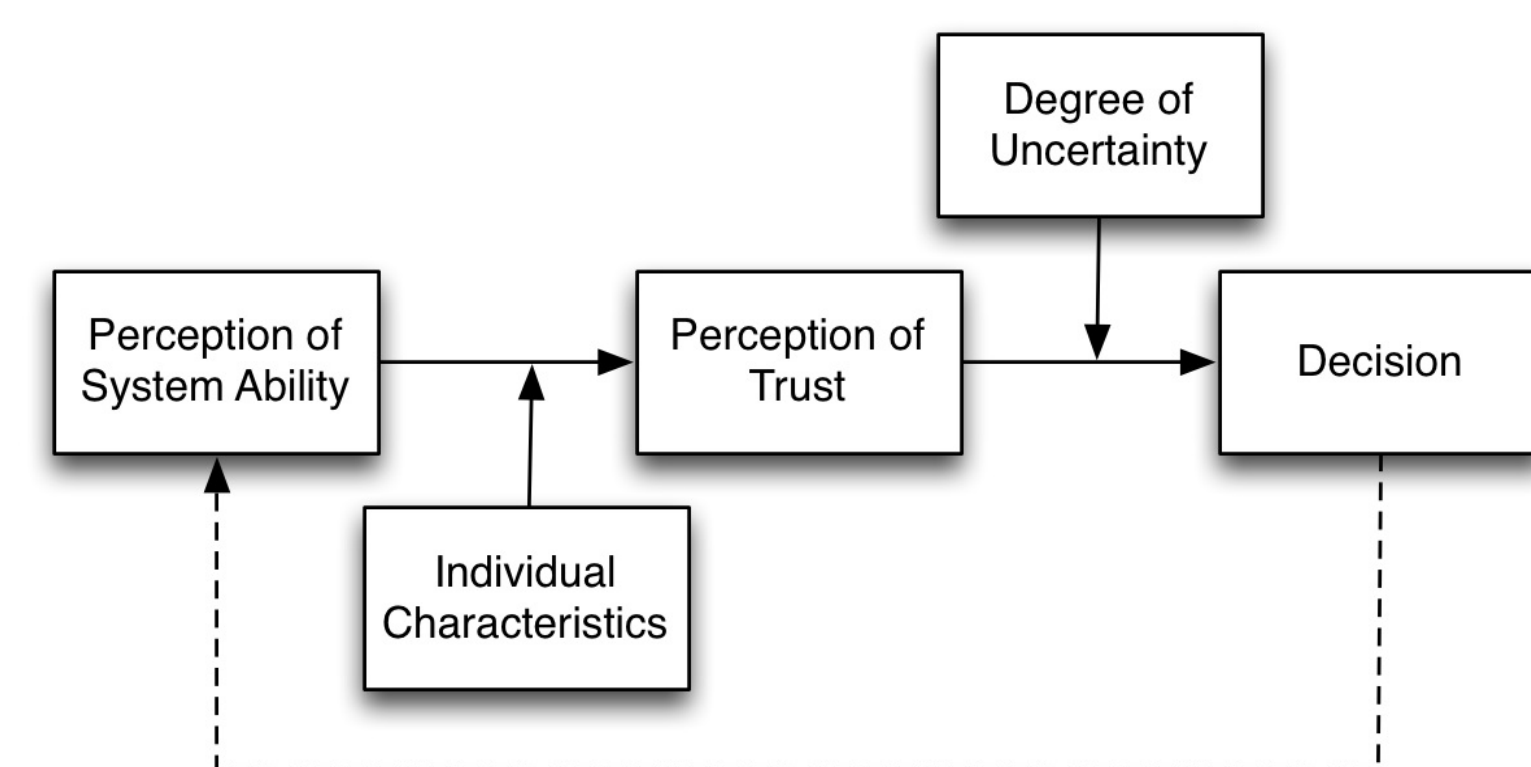 Degree of
Uncertainty
Perception of
System Ability
Perception of
Trust
Decision
Individual
Characteristics